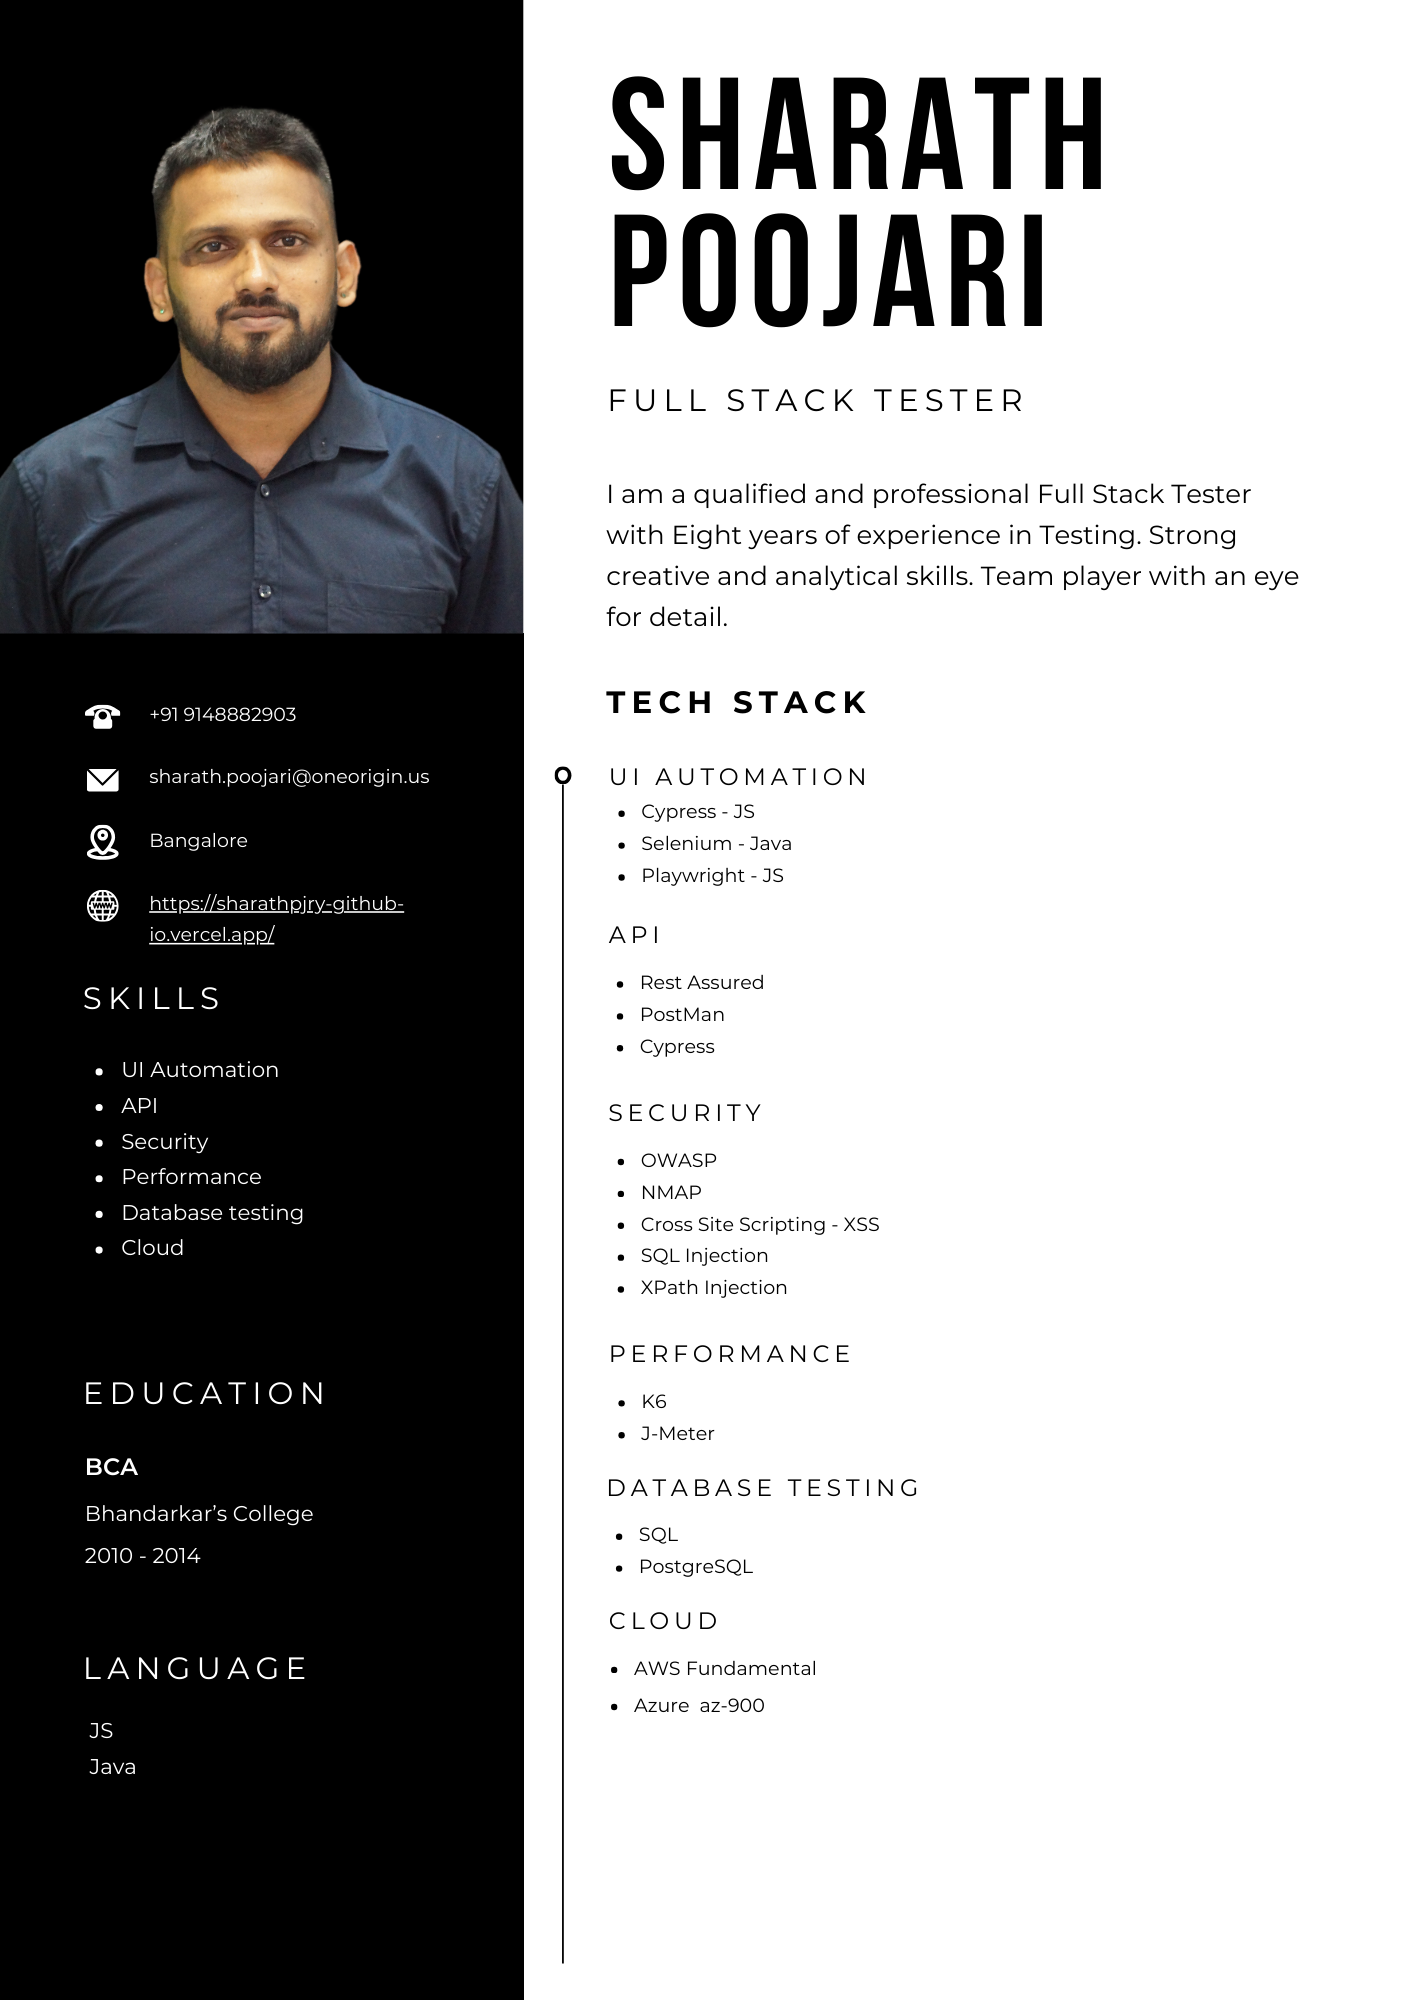 SHARATH
POOJARI
FULL STACK TESTER
I am a qualified and professional Full Stack Tester
with Eight years of experience in Testing. Strong
creative and analytical skills. Team player with an eye
for detail.
+91 9148882903
sharath.poojari@oneorigin.us
Bangalore
https://sharathpjry-github-
io.vercel.app/
SKILLS
UI Automation
API
Security
Performance
Database testing
Cloud
EDUCATION
BCA
Bhandarkar’s College
2010 - 2014
LANGUAGE
JS
Java
TECH STACK
UI AUTOMATION
Cypress - JS
Selenium - Java
Playwright - JS
API
Rest Assured
PostMan
Cypress
SECURITY
OWASP
NMAP
Cross Site Scripting - XSS
SQL Injection
XPath Injection
PERFORMANCE
K6
J-Meter
DATABASE TESTING
SQL
PostgreSQL
CLOUD
AWS Fundamental
Azure  az-900